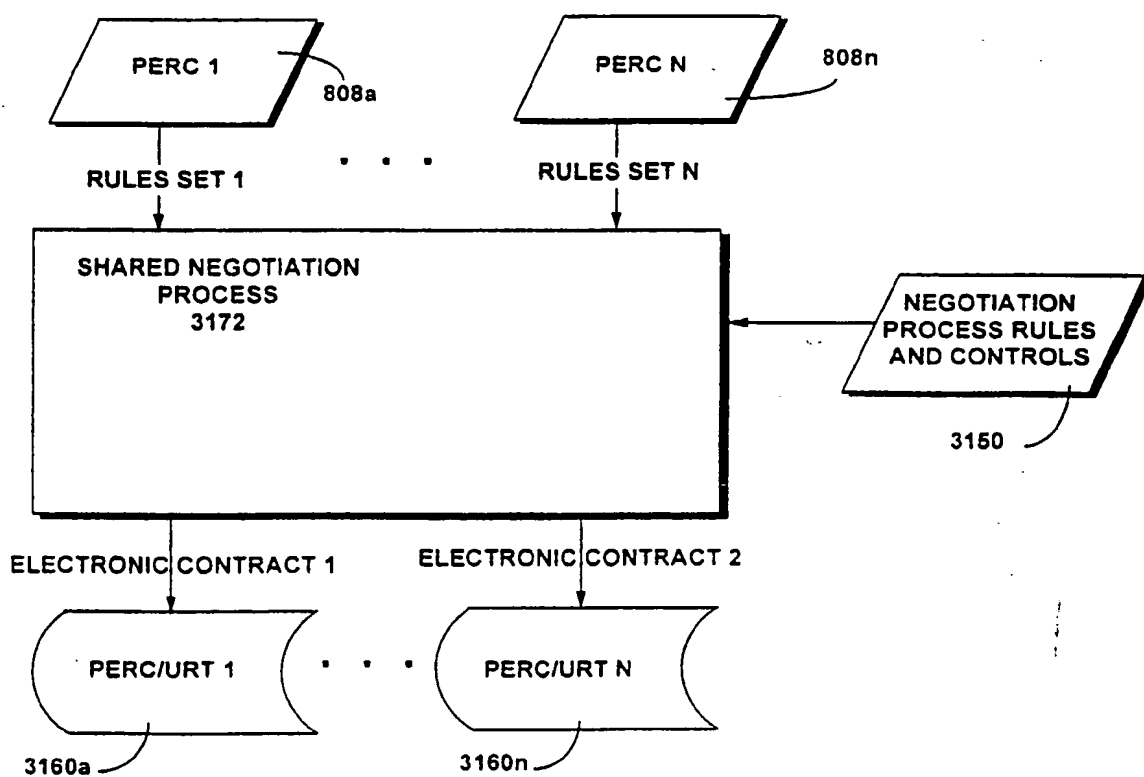 PERC 1
808a
PERC N
808n
RULES SET 1
RULES SET N
SHARED NEGOTIATION
PROCESS
3172
NEGOTIATION
PROCESS RULES
AND CONTROLS
3150
ELECTRONIC CONTRACT 1
ELECTRONIC CONTRACT 2
PERC/URT 1
PERC/URT N
3160a
3160n